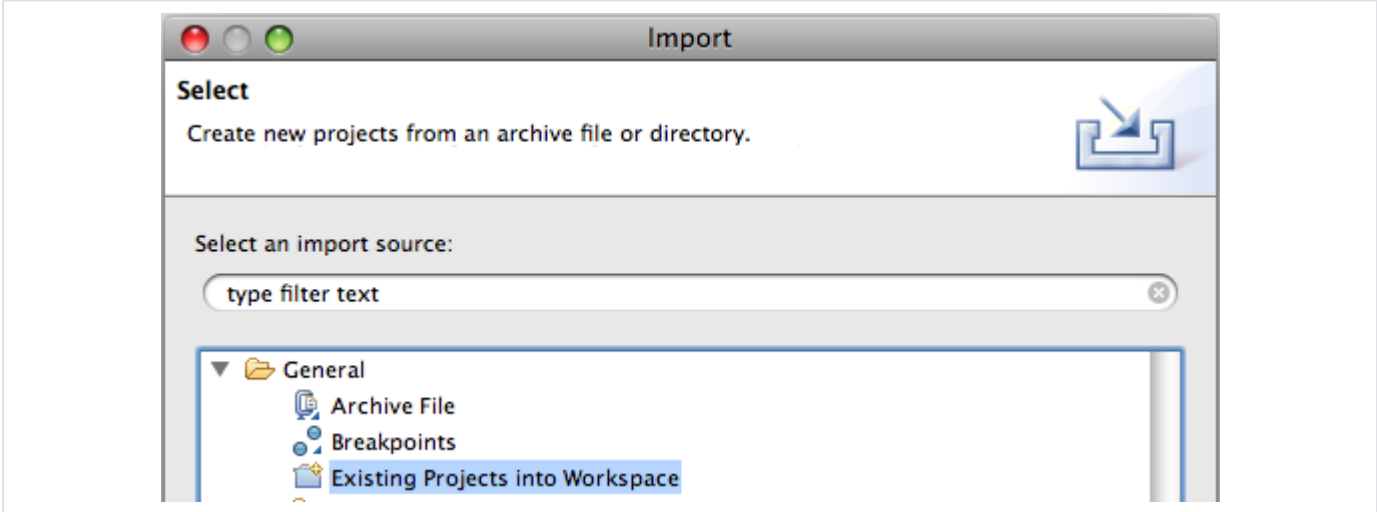 Import
Select
Create new projects from an archive file or directory.
Select an import source:
type filter text
General
Archive File
Breakpoints
Existing Projects into Workspace